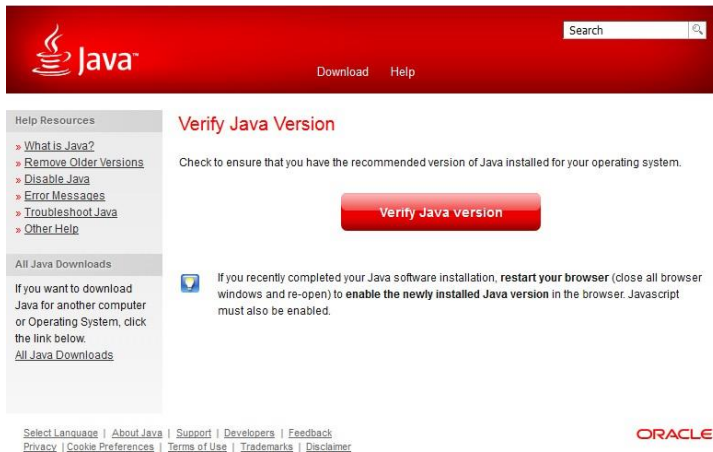 Java™
Search
Download Help
Help Resources
» What is Java?
» Remove Older Versions
» Disable Java
» Error Messages
» Troubleshoot Java
» Other Help
All Java Downloads
If you want to download
Java for another computer
or Operating System, click
the link below.
All Java Downloads
Verify Java Version
Check to ensure that you have the recommended version of Java installed for your operating system.
Verify Java version
If you recently completed your Java software installation, restart your browser (close all browser
windows and re-open) to enable the newly installed Java version in the browser. Javascript
must also be enabled.
Select Language | About Java | Support | Developers | Feedback
Privacy | Cookie Preferences | Terms of Use | Trademarks | Disclaimer
ORACLE